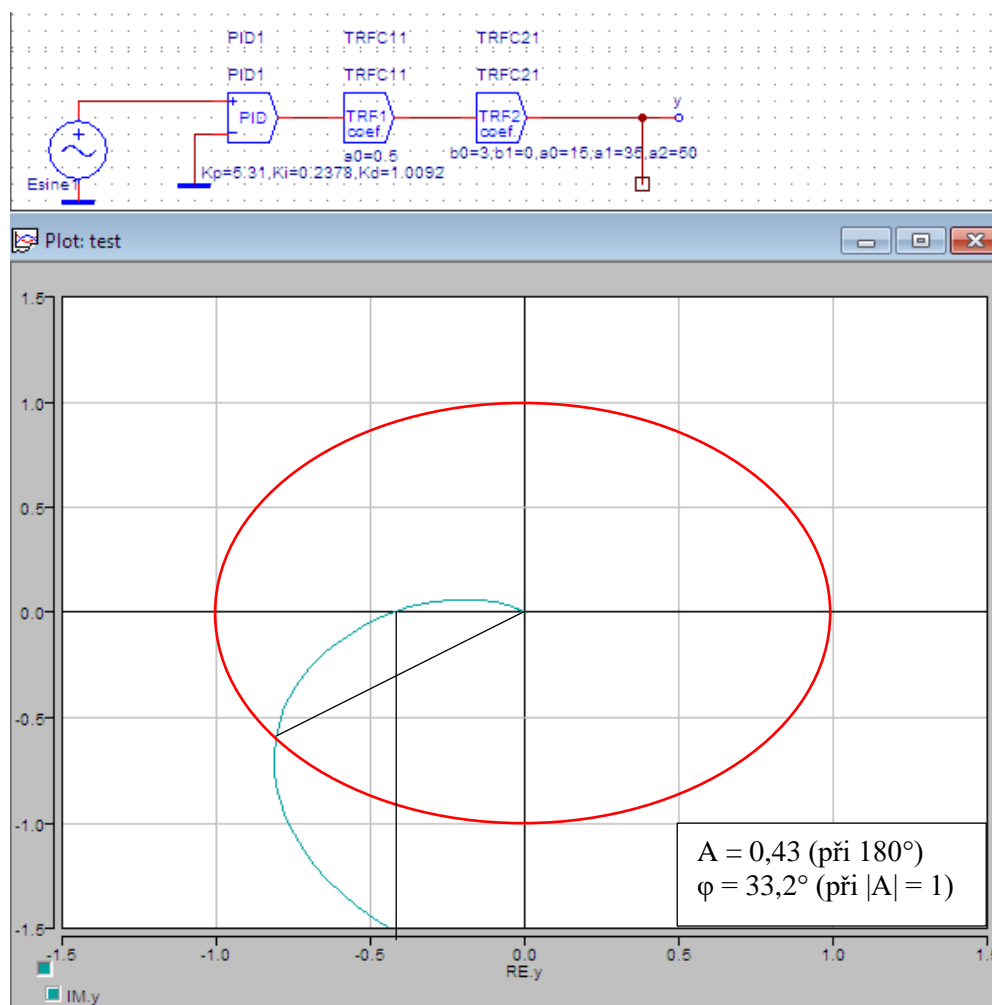 PID1 TRFC11 TRFC21
PID1 TRFC11 TRFC21
y
PID TRF1 TRF2
coef. coef.
a0=0.5 b0=3,b1=0,a0=15,a1=35,a2=50
Kp=5.31,Ki=0.2378,Kd=1.0092
Esine1
Plot: test
1.5
1.0
0.5
0.0
-0.5
-1.0
-1.5
A = 0,43 (při 180°)
φ = 33,2° (při |A| = 1)
-1.5 -1.0 -0.5 0.0 0.5 1.0 1.5
RE.y
IM.y